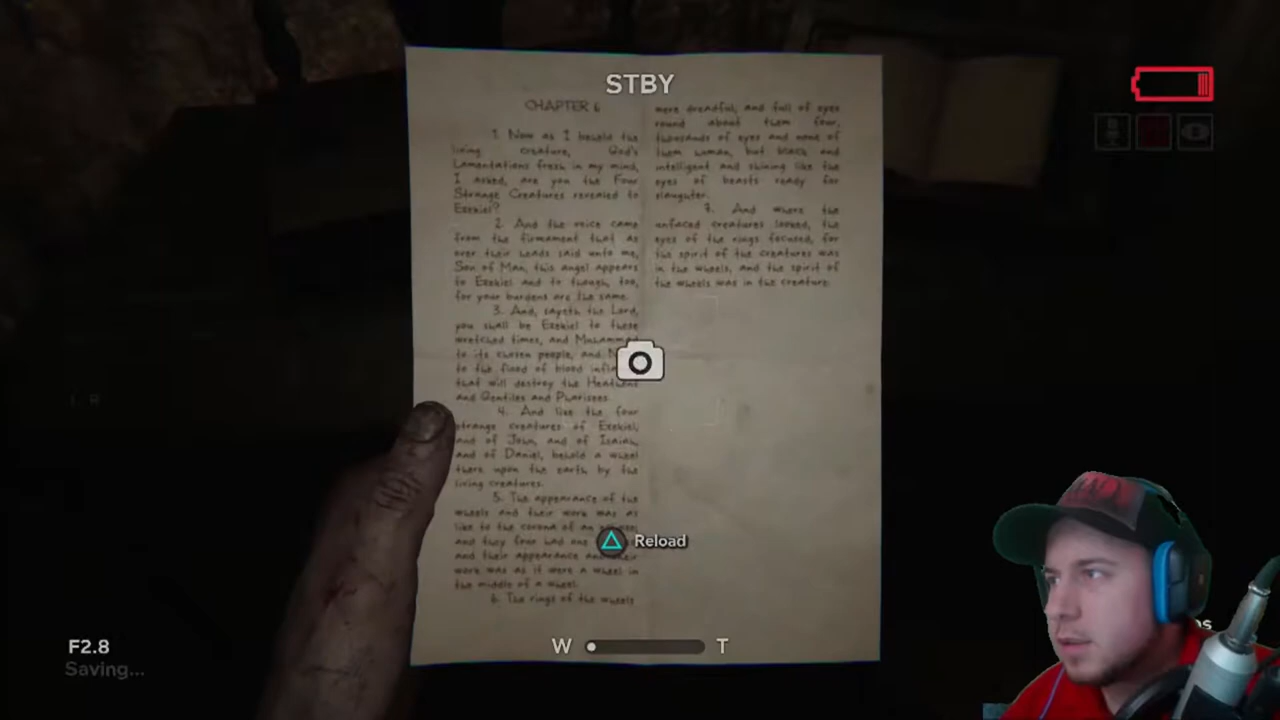 STBY
CHAPTER 6
1. Now as I beheld the
living creature, God's
Lamentations fresh in my mind,
I asked, are you the Four
Strange Creatures revealed to
Ezekiel?
2. And the voice came
from the firmament that as
over their heads said unto me,
Son of Man, this angel appears
to Ezekiel and to though, too,
for your burdens are the same.
3. And, sayeth the Lord,
you shall be Ezekiel to these
wretched times, and Muhammad
to its chosen people, and
to the flood of blood
that will destroy the Heathens
and Gentiles and Pharisees.
4. And like the four
strange creatures of Ezekiel,
and of John, and of Isaiah,
and of Daniel, behold a wheel
there upon the earth by the
living creatures.
5. The appearance of the
wheels and their work was as
like to the corona of an
and they four had one
and their appearance and their
work was as it were a wheel in
the middle of a wheel.
6. The rings of the wheels
were dreadful, and full of eyes
round about them four,
thousands of eyes and none of
them human, but black and
intelligent and shining like the
eyes of beasts ready for
slaughter.
7. And where the
unfaced creatures looked, the
eyes of the rings focused, for
the spirit of the creatures was
in the wheels, and the spirit of
the wheels was in the creature.
Reload
W T
F2.8
Saving...